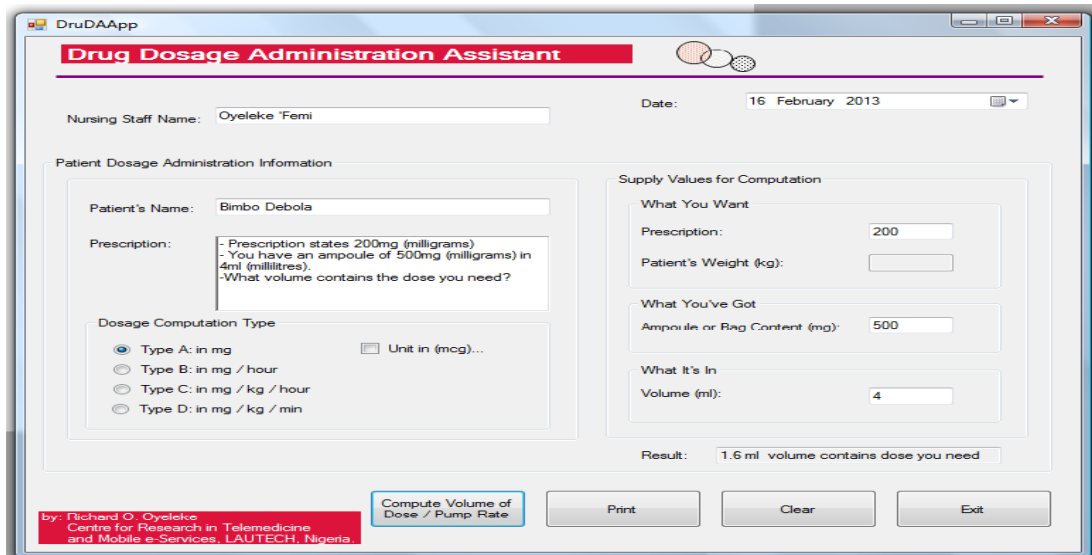 DruDAApp
Drug Dosage Administration Assistant
Date:
16 February 2013
Nursing Staff Name:
Oyeleke 'Femi
Patient Dosage Administration Information
Patient's Name:
Bimbo Debola
Prescription:
- Prescription states 200mg (milligrams)
- You have an ampoule of 500mg (milligrams) in
4ml (millilitres).
-What volume contains the dose you need?
Dosage Computation Type
Type A: in mg
Unit in (mcg)...
Type B: in mg / hour
Type C: in mg / kg / hour
Type D: in mg / kg / min
Supply Values for Computation
What You Want
Prescription:
200
Patient's Weight (kg):
What You've Got
Ampoule or Bag Content (mg):
500
What It's In
Volume (ml):
4
Result:
1.6 ml volume contains dose you need
Compute Volume of
Dose / Pump Rate
Print
Clear
Exit
by: Richard O. Oyeleke
Centre for Research in Telemedicine
and Mobile e-Services, LAUTECH, Nigeria.